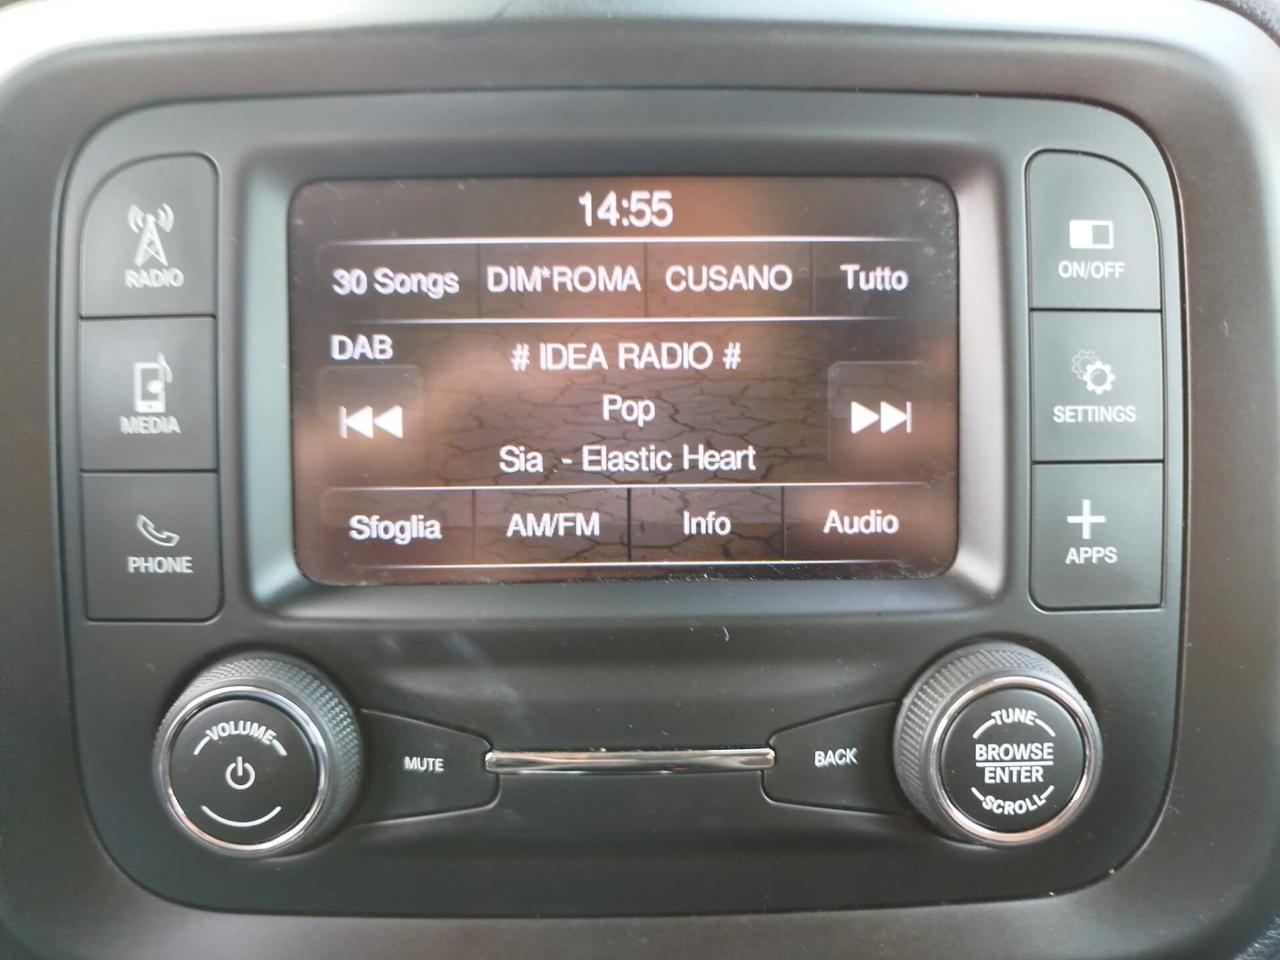 14:55
30 Songs DIM*ROMA CUSANO Tutto
DAB
# IDEA RADIO #
Pop
Sia - Elastic Heart
Sfoglia AM/FM Info Audio
RADIO
MEDIA
PHONE
ON/OFF
SETTINGS
APPS
VOLUME
MUTE
BACK
TUNE
BROWSE
ENTER
SCROLL